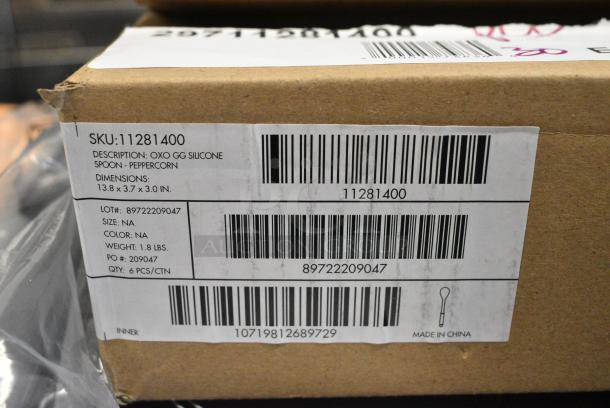 29711281400
38
SKU:11281400
DESCRIPTION: OXO GG SILICONE
SPOON - PEPPERCORN
DIMENSIONS:
13.8 x 3.7 x 3.0 IN.
11281400
LOT#: 89722209047
SIZE: NA
COLOR: NA
WEIGHT: 1.8 LBS.
PO #: 209047
QTY: 6 PCS/CTN
89722209047
INNER
10719812689729
MADE IN CHINA